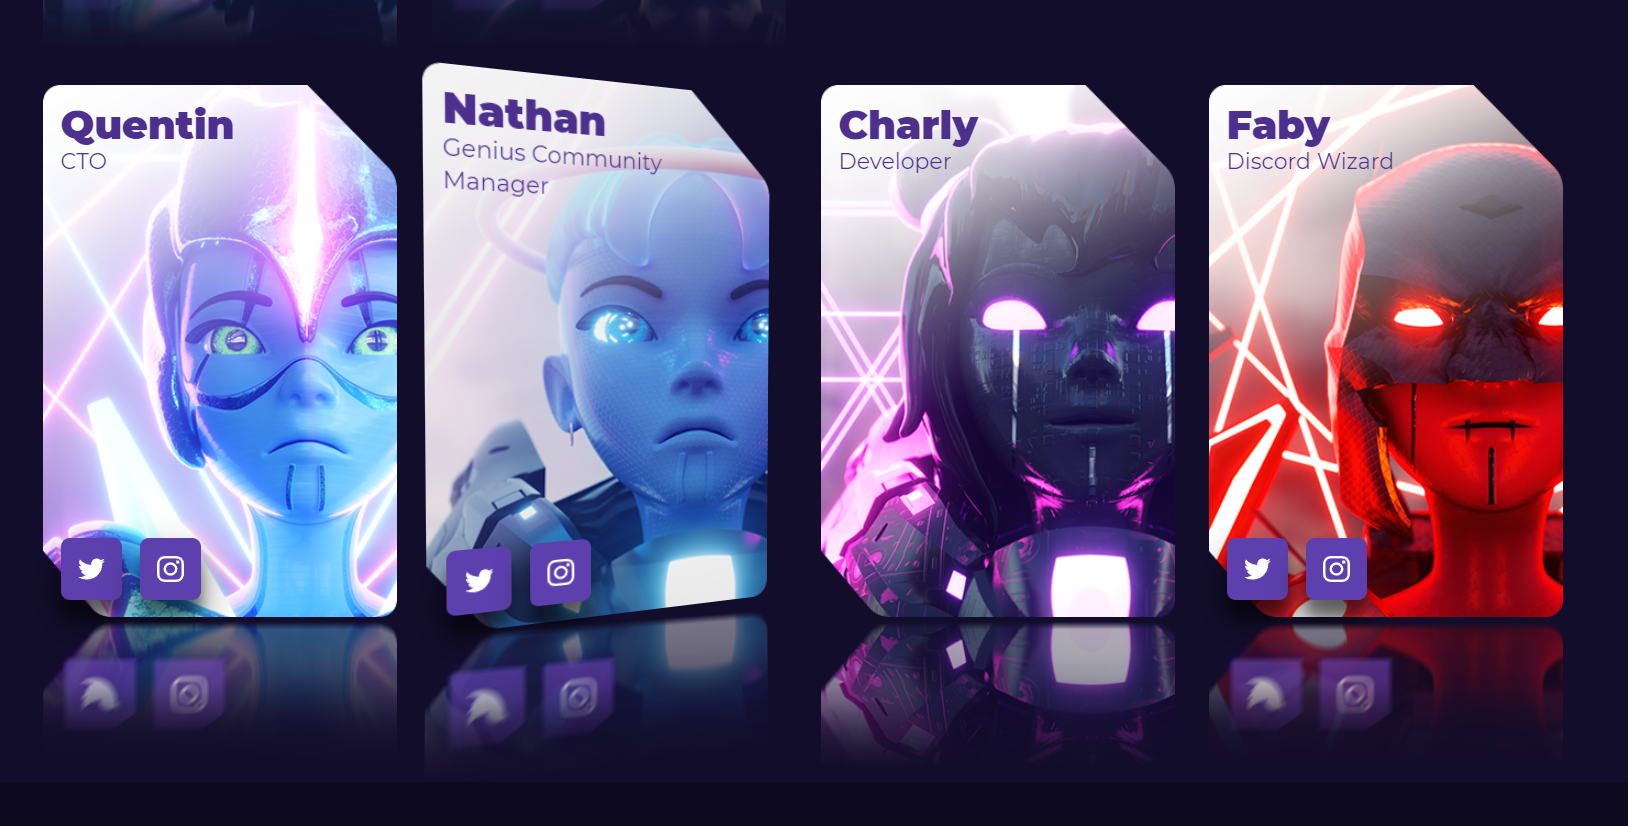 Quentin
CTO
Nathan
Genius Community
Manager
Charly
Developer
Faby
Discord Wizard